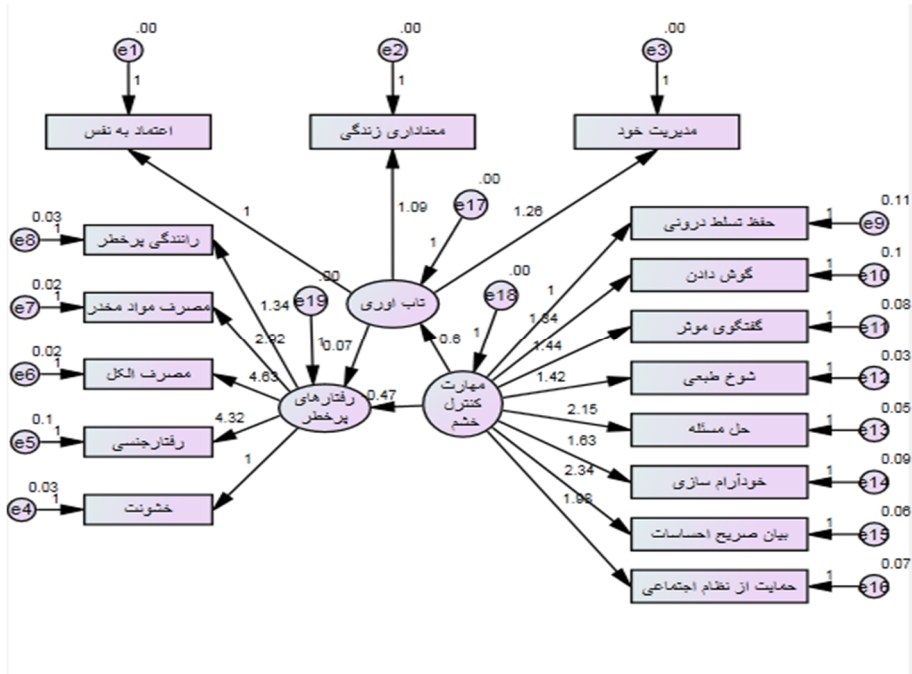 .00
.00
.00
e1
e2
e3
1
1
1
اعتماد به نفس
معناداری زندگی
مدیریت خود
.00
e17
1
1.09
1.26
1
0.03
e8
1
رانندگی پرخطر
0.11
e9
1
حفظ تسلط درونی
0.02
e7
1
مصرف مواد مخدر
0.1
e10
1
گوش دادن
.00
e19
1
تاب اوری
.00
e18
1
1
1.34
1.34
2.92
0.07
0.6
1.44
0.08
e11
1
گفتگوی موثر
0.02
e6
1
مصرف الکل
4.63
1.42
0.03
e12
1
شوخ طبعی
رفتارهای
پرخطر
0.47
مهارت
کنترل
خشم
0.1
e5
1
رفتارجنسی
4.32
2.15
0.05
e13
1
حل مسئله
1.63
0.09
e14
1
خودآرام سازی
0.03
e4
1
خشونت
1
2.34
0.06
e15
1
بیان صریح احساسات
1.98
0.07
e16
1
حمایت از نظام اجتماعی